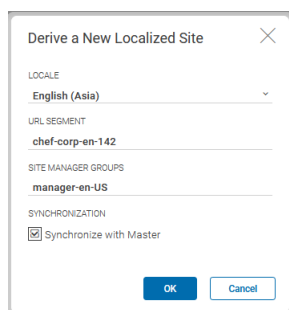 Derive a New Localized Site
LOCALE
English (Asia)
URL SEGMENT
chef-corp-en-142
SITE MANAGER GROUPS
manager-en-US
SYNCHRONIZATION
Synchronize with Master
OK Cancel